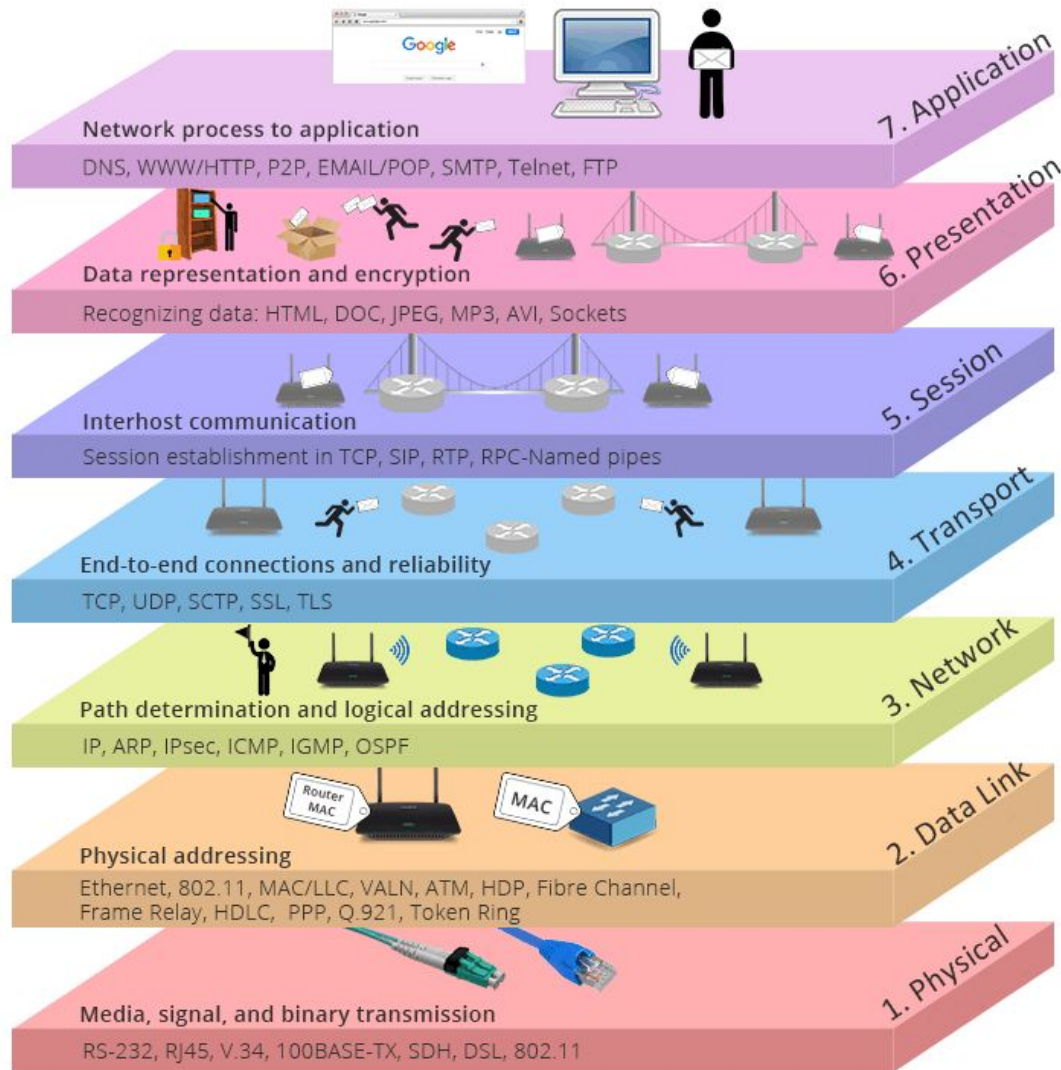 Google
7. Application
Network process to application
DNS, WWW/HTTP, P2P, EMAIL/POP, SMTP, Telnet, FTP
6. Presentation
Data representation and encryption
Recognizing data: HTML, DOC, JPEG, MP3, AVI, Sockets
5. Session
Interhost communication
Session establishment in TCP, SIP, RTP, RPC-Named pipes
4. Transport
End-to-end connections and reliability
TCP, UDP, SCTP, SSL, TLS
3. Network
Path determination and logical addressing
IP, ARP, IPsec, ICMP, IGMP, OSPF
2. Data Link
Router
MAC
MAC
Physical addressing
Ethernet, 802.11, MAC/LLC, VALN, ATM, HDP, Fibre Channel,
Frame Relay, HDLC, PPP, Q.921, Token Ring
1. Physical
Media, signal, and binary transmission
RS-232, RJ45, V.34, 100BASE-TX, SDH, DSL, 802.11